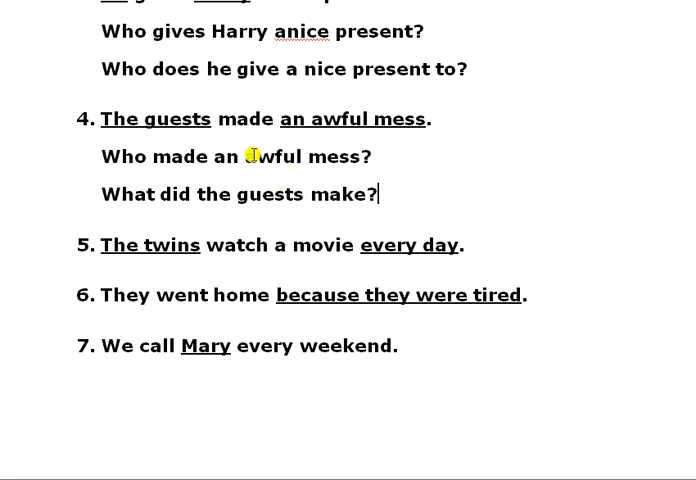 Who gives Harry anice present?
Who does he give a nice present to?
4. The guests made an awful mess.
Who made an awful mess?
What did the guests make?
5. The twins watch a movie every day.
6. They went home because they were tired.
7. We call Mary every weekend.